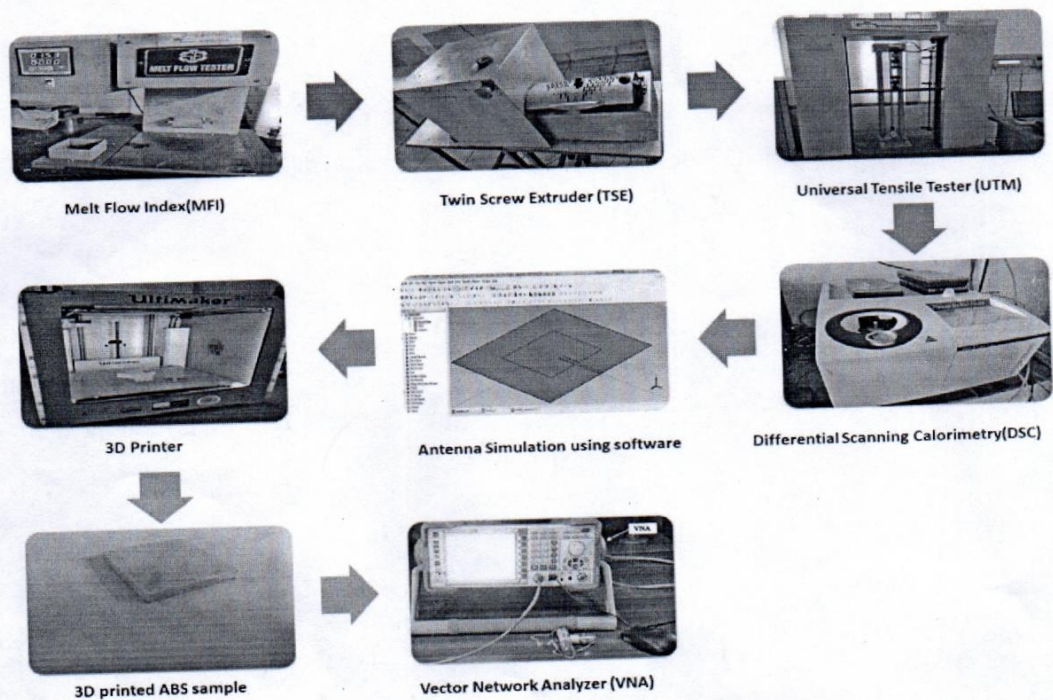 MELT FLOW TESTER
Melt Flow Index(MFI)
Twin Screw Extruder (TSE)
Universal Tensile Tester (UTM)
Ultimaker
3D Printer
Antenna Simulation using software
Differential Scanning Calorimetry(DSC)
3D printed ABS sample
VNA
Vector Network Analyzer (VNA)